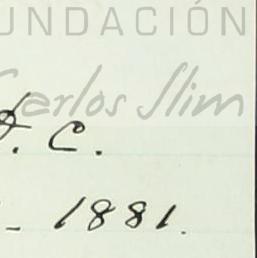 UNDACIÓN
Carlos Slim
D. C.
- 1881.